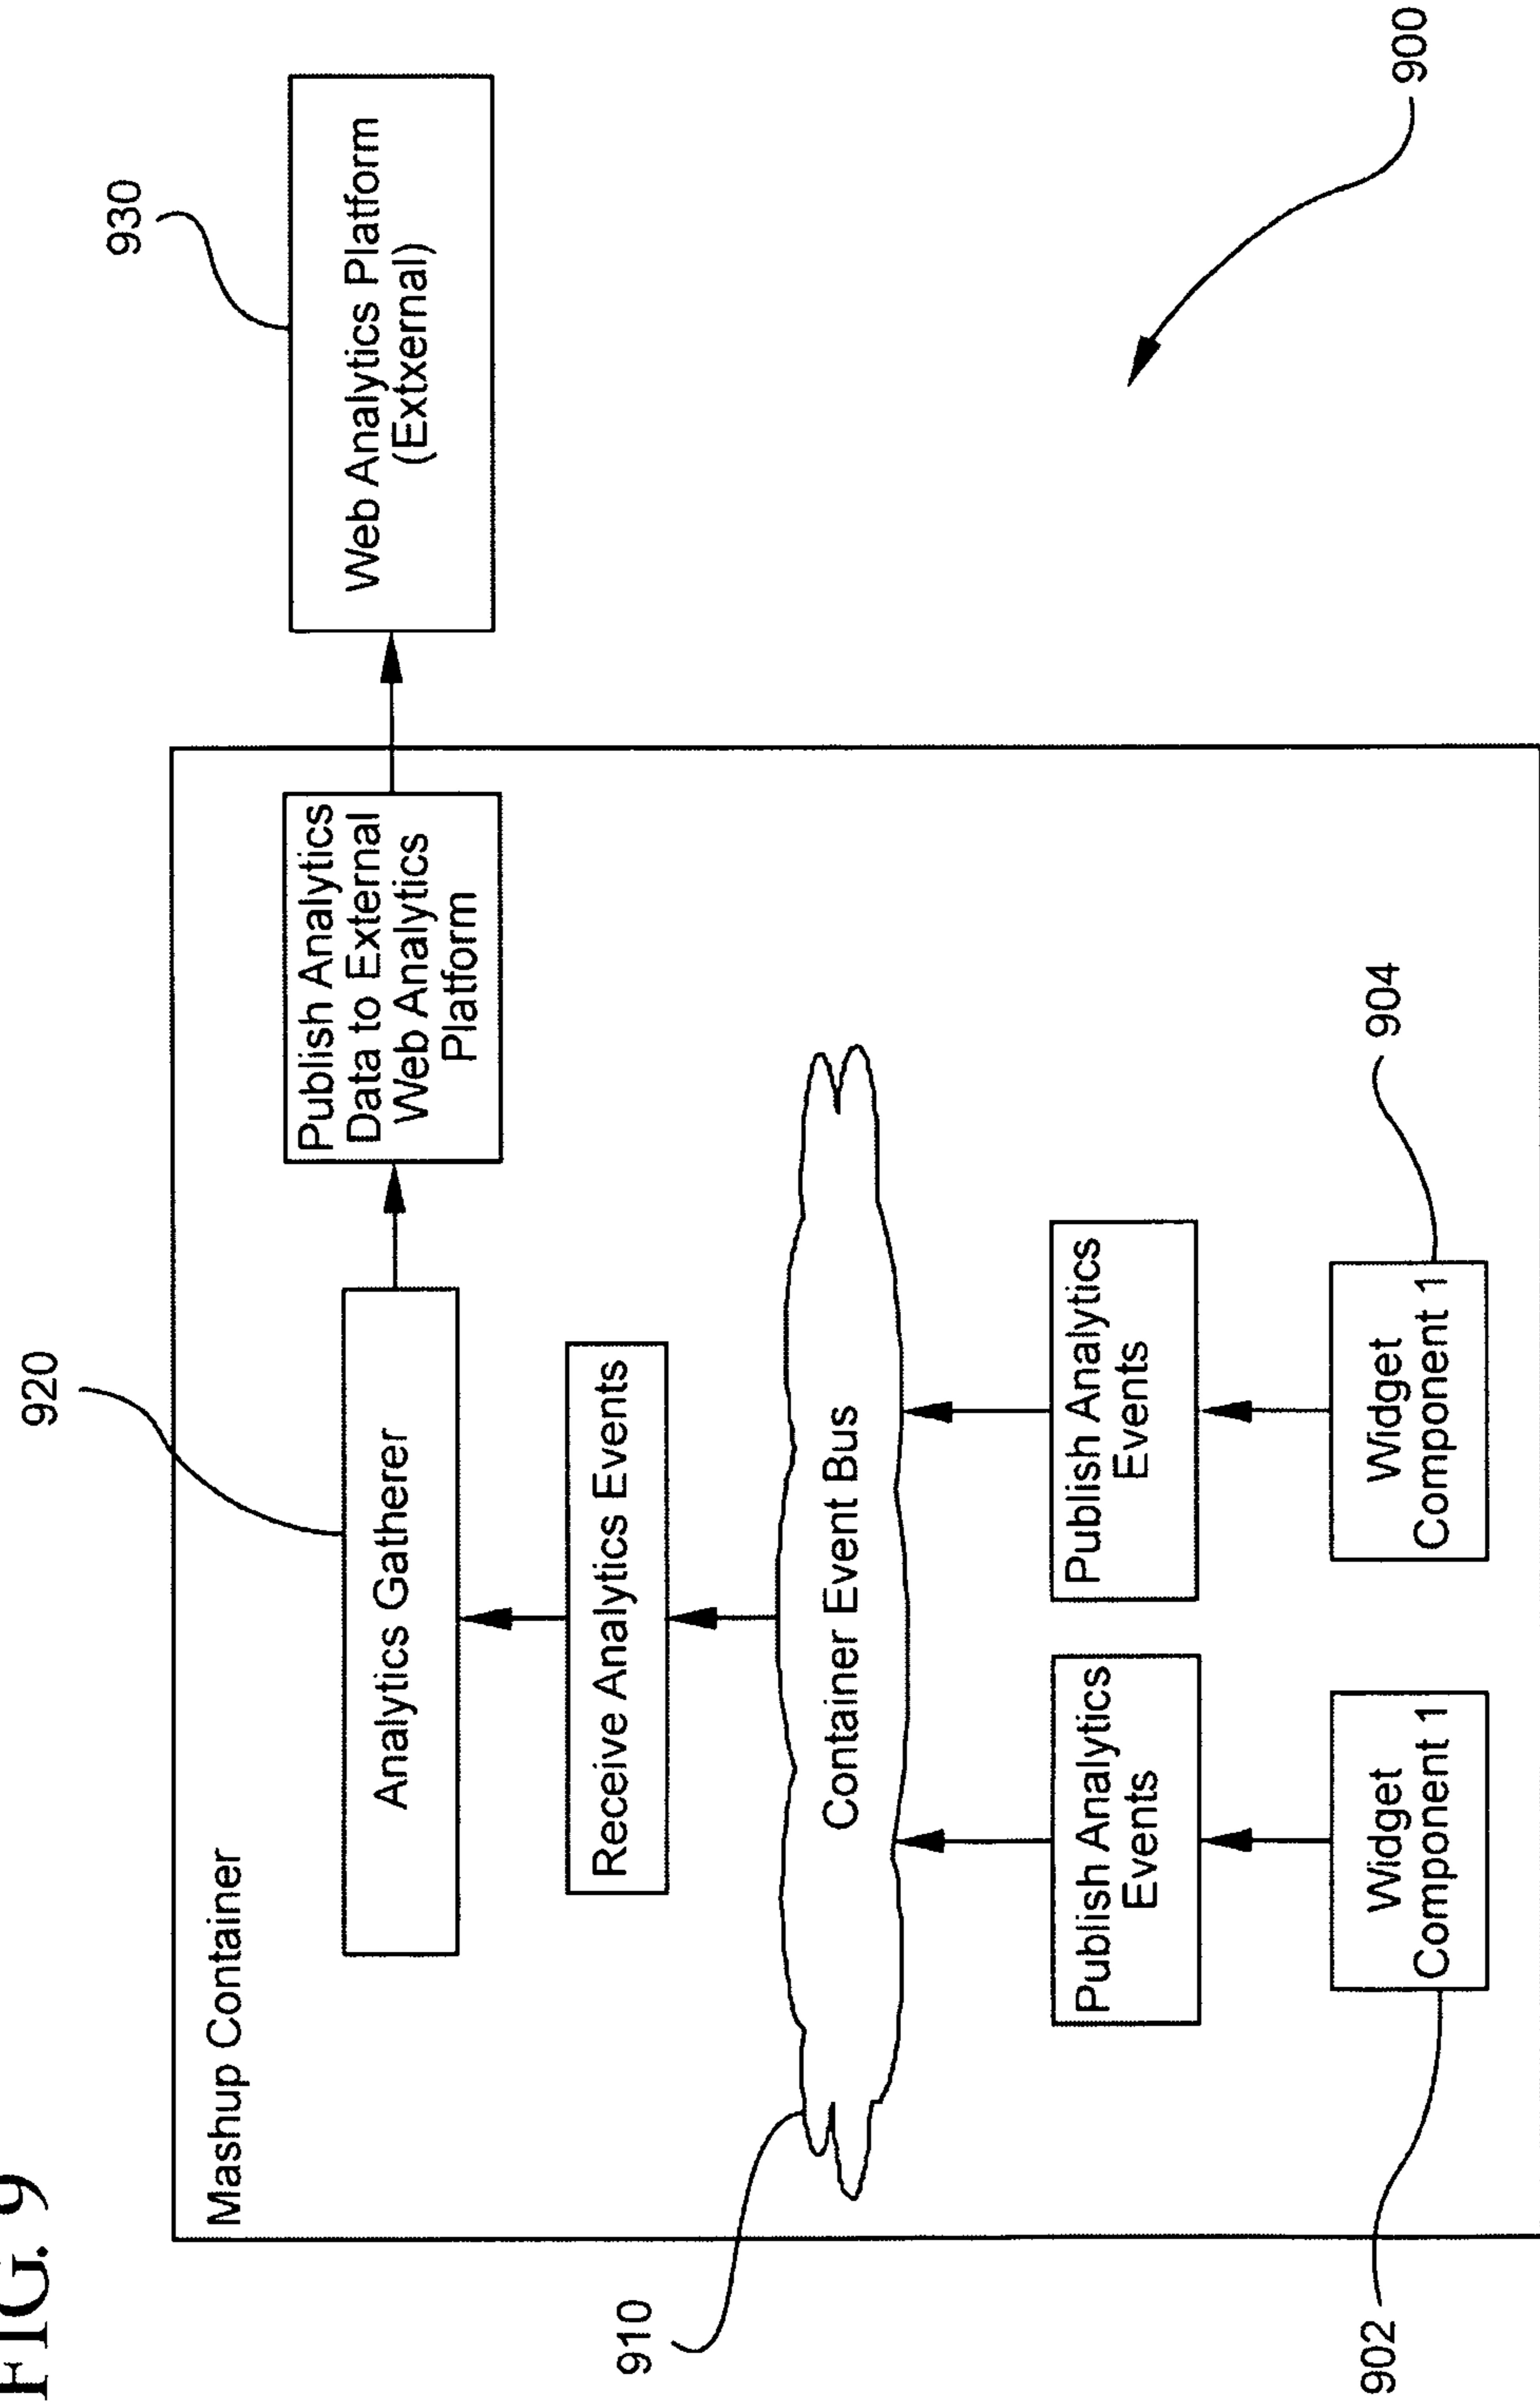 FIG. 9
920
930
Mashup Container
Analytics Gatherer
Publish Analytics
Data to External
Web Analytics
Platform
Web Analytics Platform
(Extxernal)
Receive Analytics Events
910
Container Event Bus
Publish Analytics
Events
Publish Analytics
Events
900
902
Widget
Component 1
Widget
Component 1
904